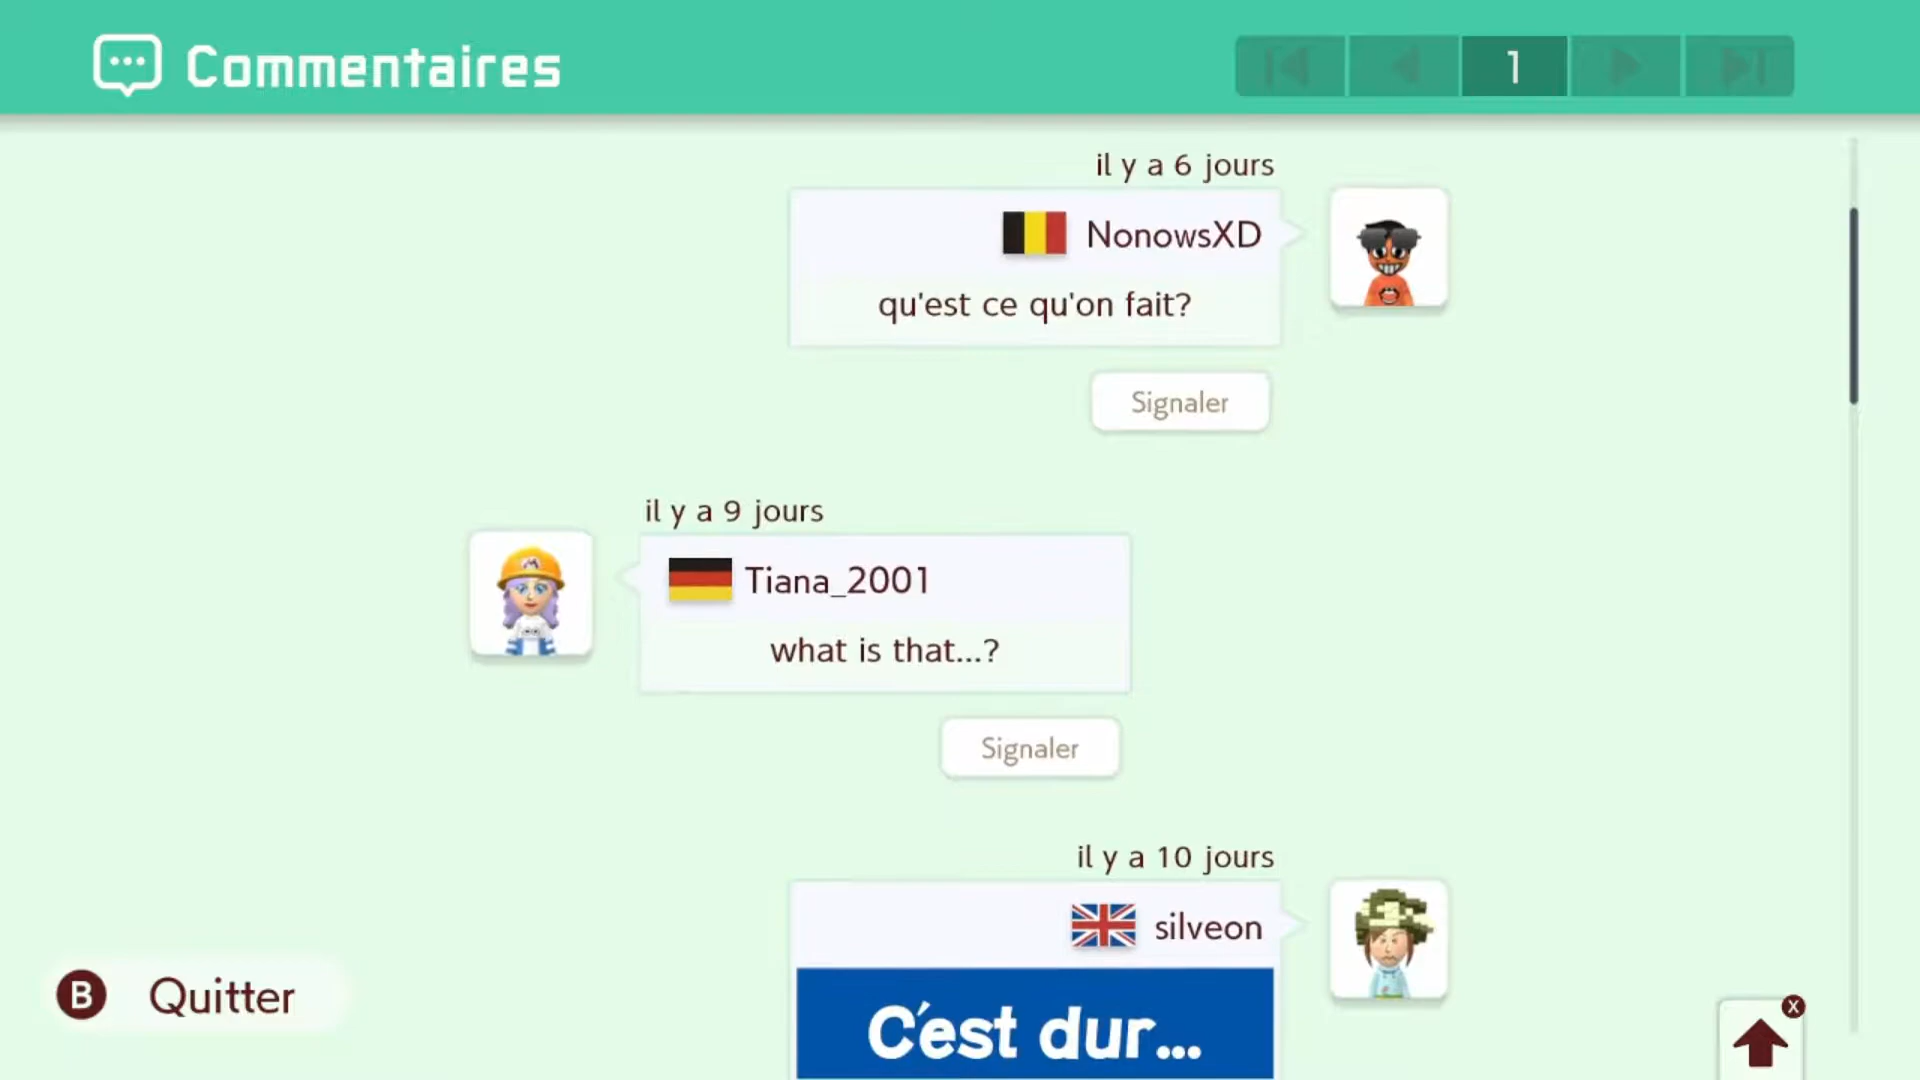 Commentaires
1
il y a 6 jours
NonowsXD
qu'est ce qu'on fait?
Signaler
il y a 9 jours
Tiana_2001
what is that...?
Signaler
il y a 10 jours
silveon
C'est dur...
B Quitter
X